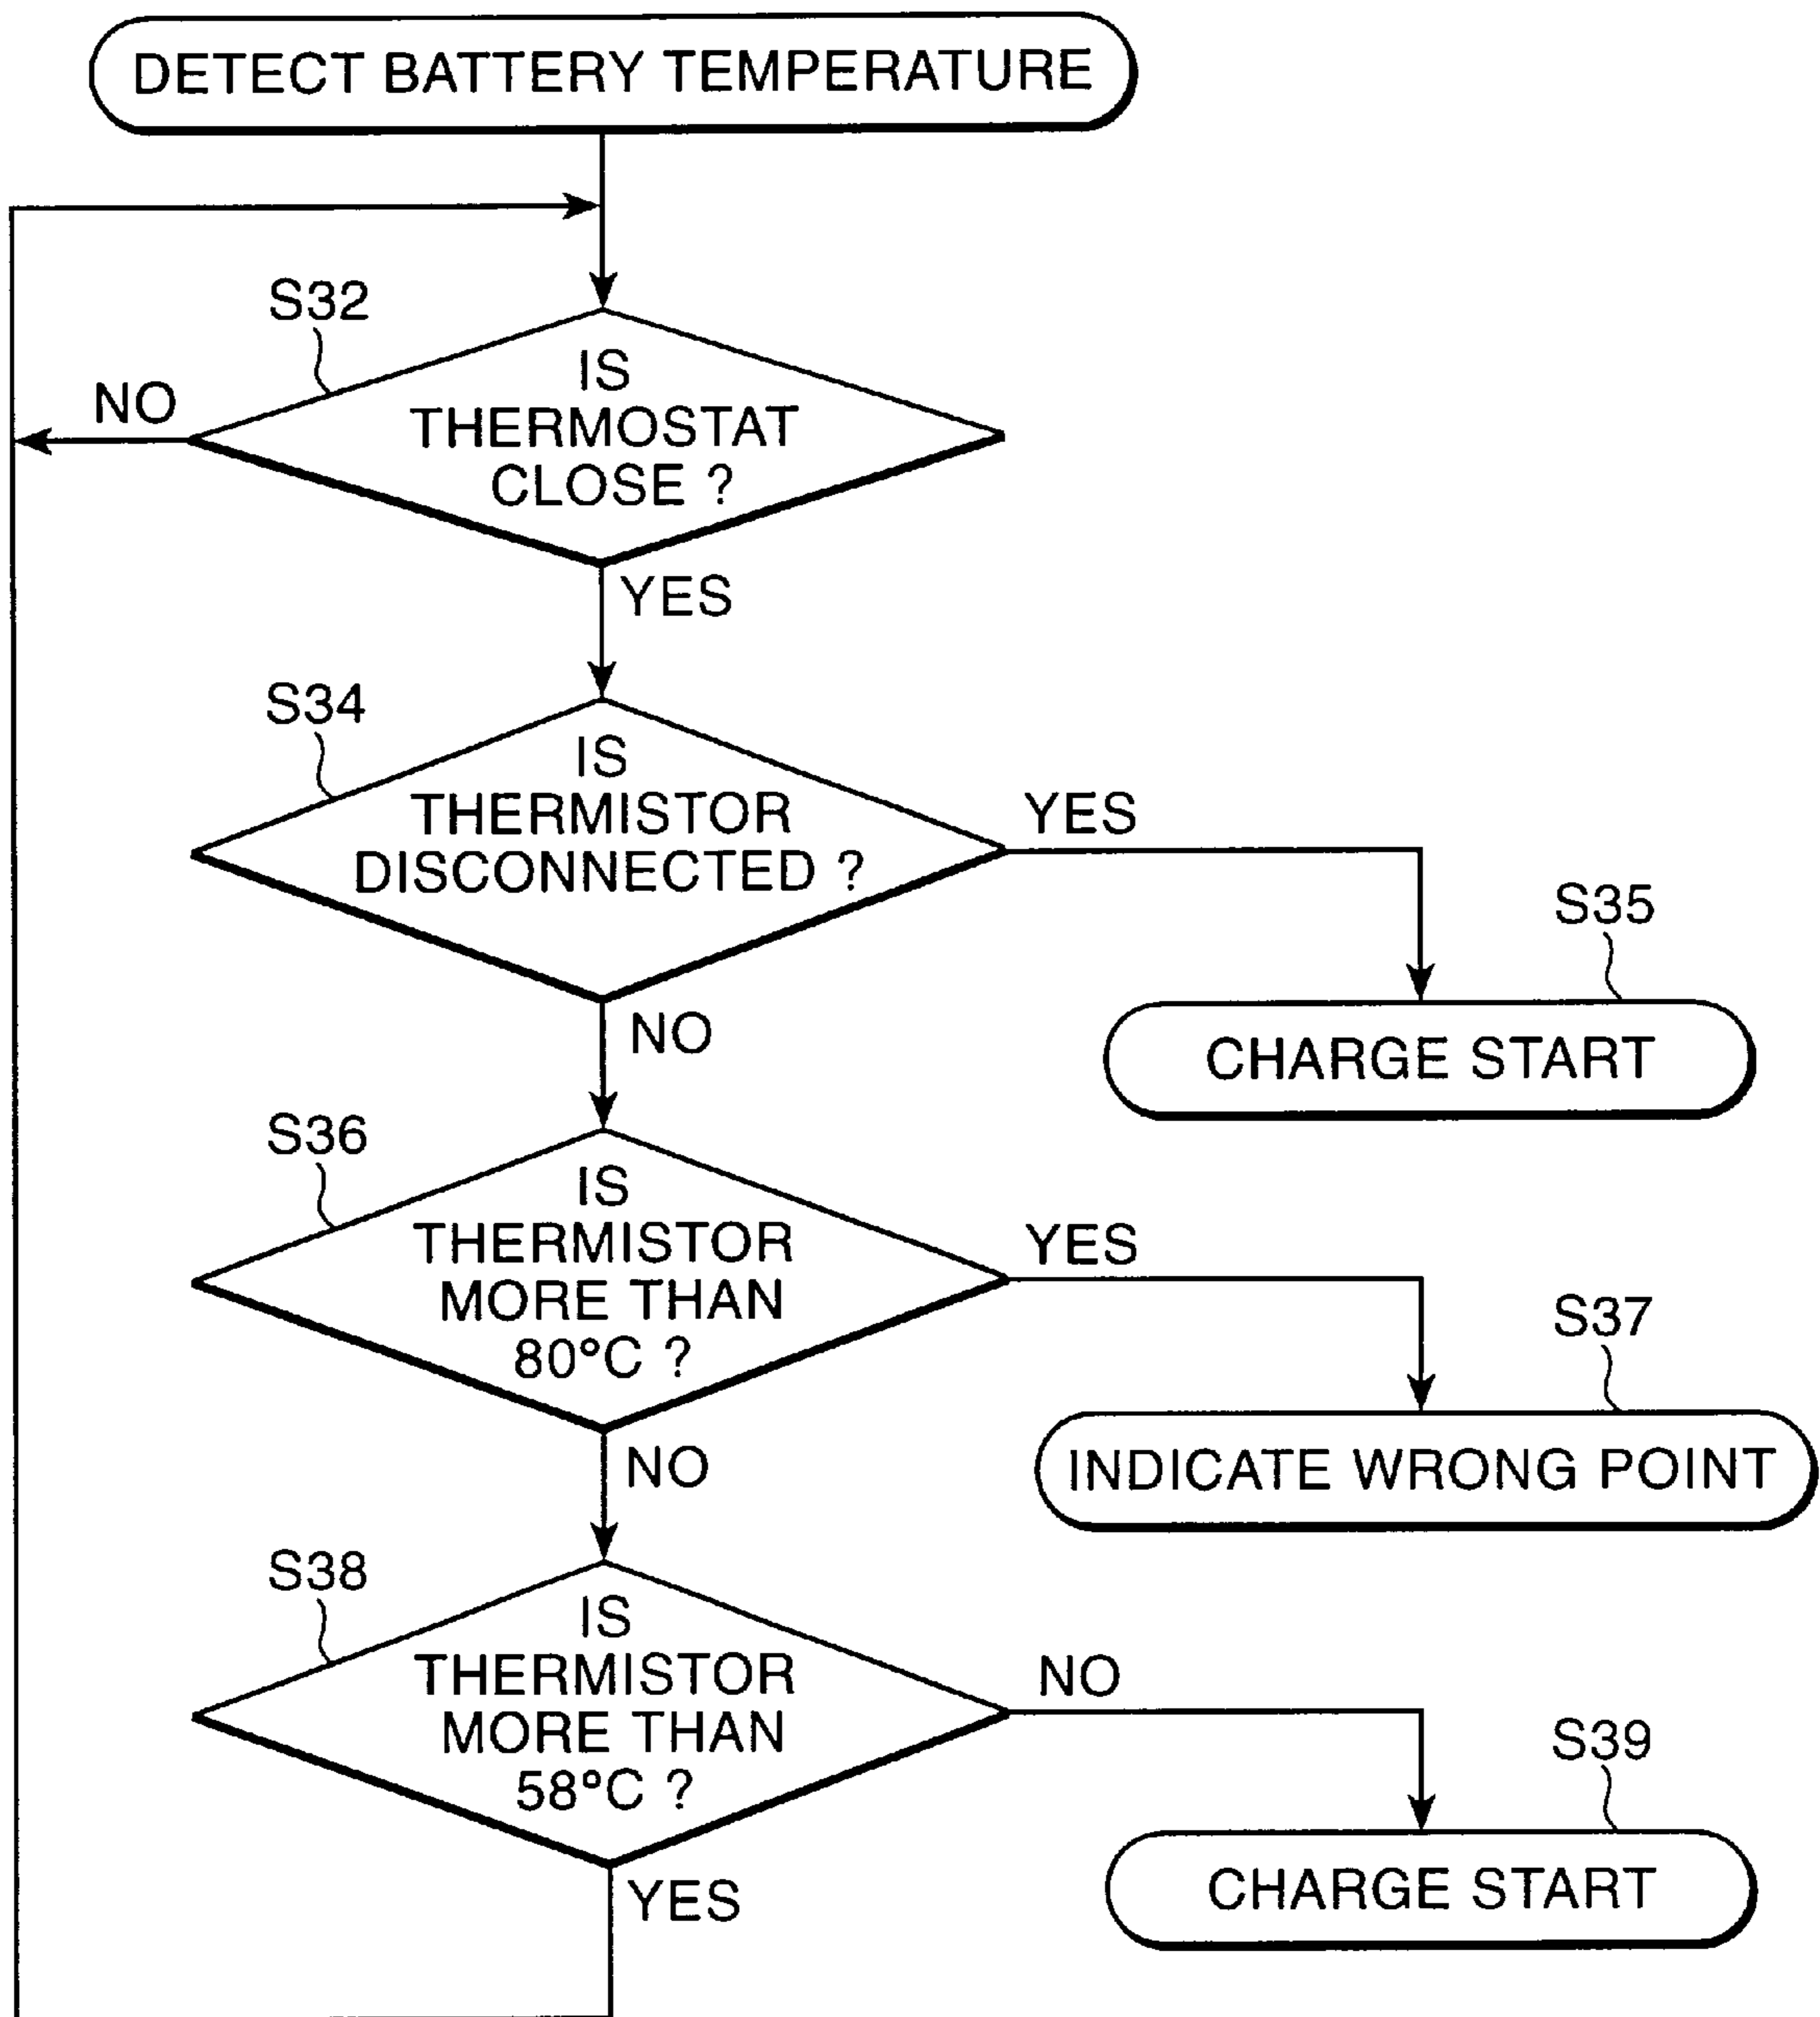 DETECT BATTERY TEMPERATURE
S32
IS
THERMOSTAT
CLOSE ?
NO
YES
S34
IS
THERMISTOR
DISCONNECTED ?
YES
S35
CHARGE START
NO
S36
IS
THERMISTOR
MORE THAN
80°C ?
YES
S37
INDICATE WRONG POINT
NO
S38
IS
THERMISTOR
MORE THAN
58°C ?
NO
S39
CHARGE START
YES